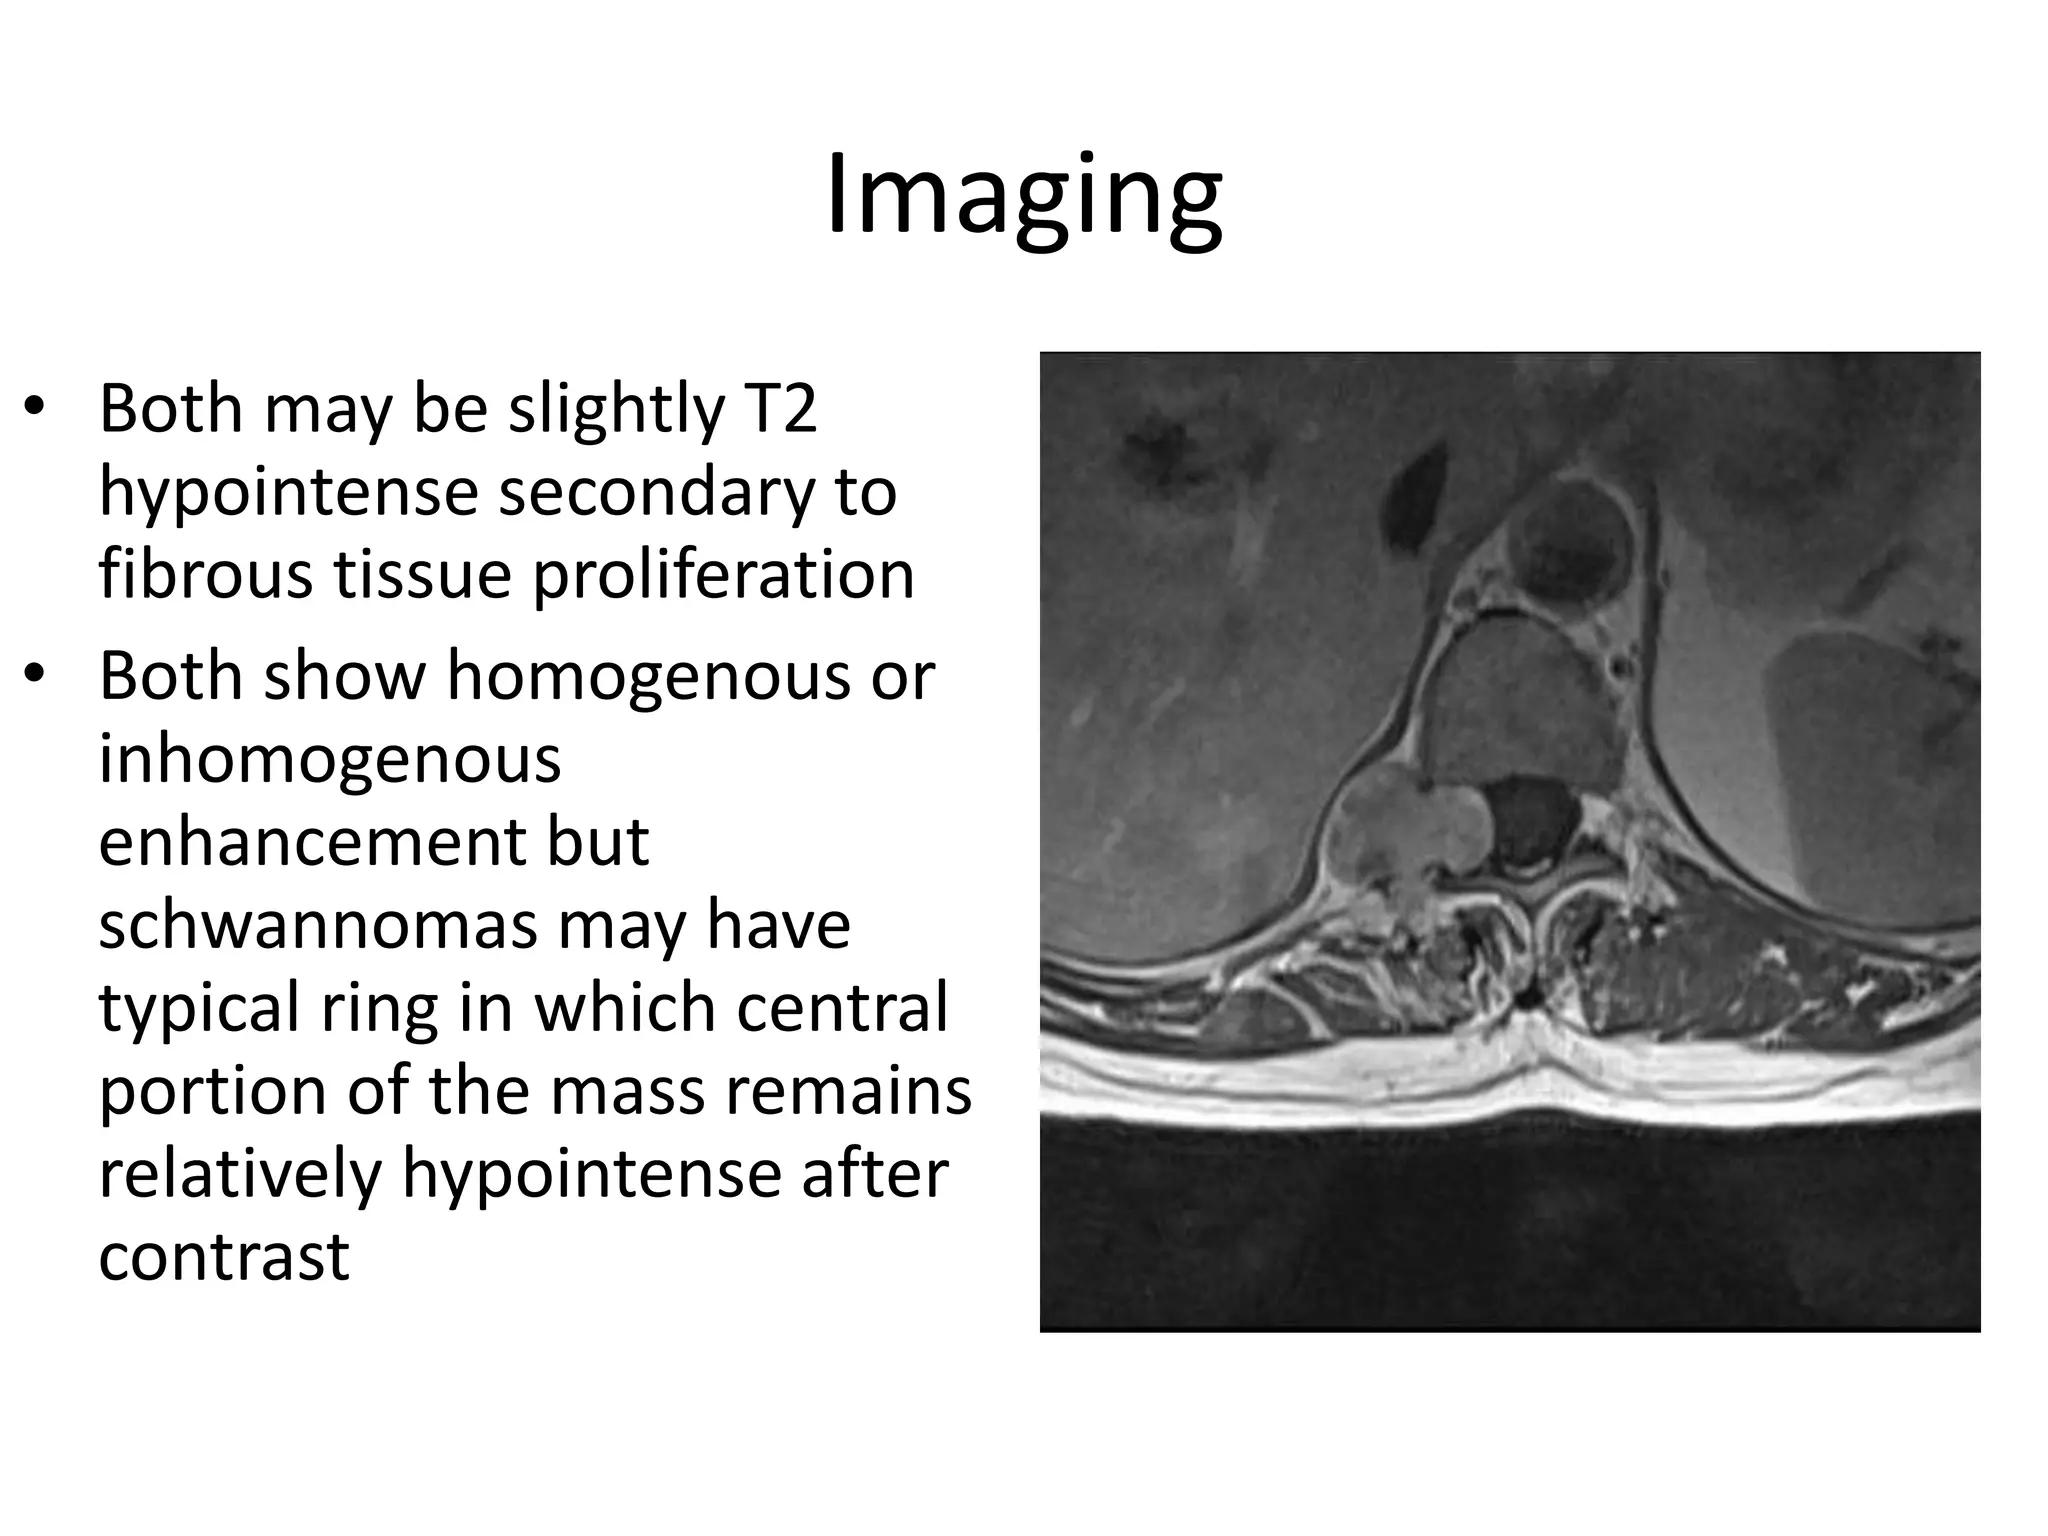 Imaging
• Both may be slightly T2
hypointense secondary to
fibrous tissue proliferation
• Both show homogenous or
inhomogenous
enhancement but
schwannomas may have
typical ring in which central
portion of the mass remains
relatively hypointense after
contrast